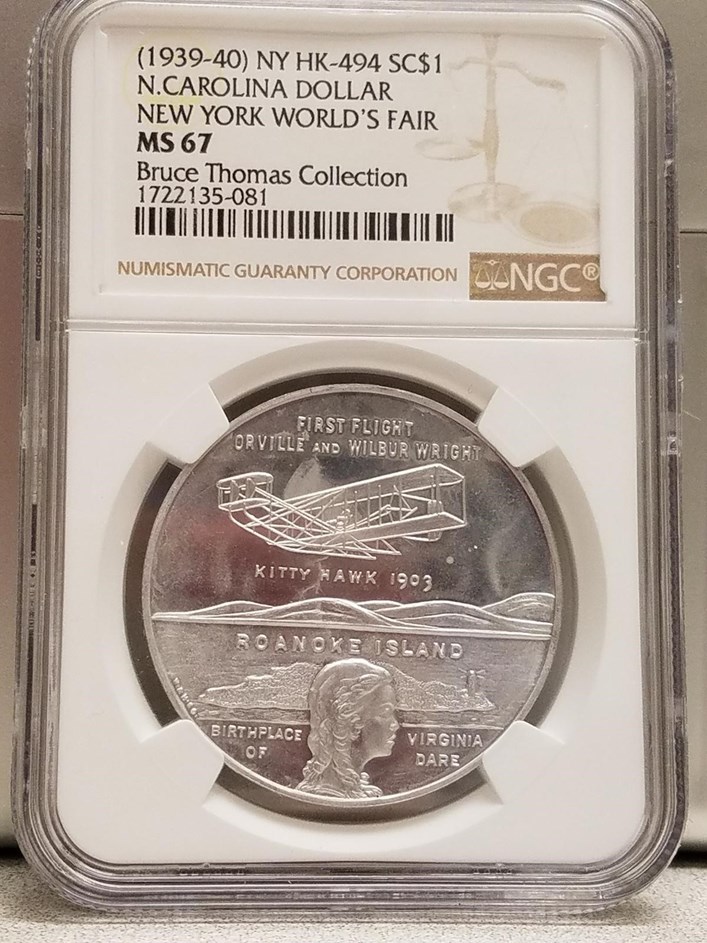 (1939-40) NY HK-494 SC$1
N.CAROLINA DOLLAR
NEW YORK WORLD'S FAIR
MS 67
Bruce Thomas Collection
1722135-081
NUMISMATIC GUARANTY CORPORATION
NGC®
FIRST FLIGHT
ORVILLE AND WILBUR WRIGHT
KITTY HAWK 1903
ROANOKE ISLAND
BIRTHPLACE VIRGINIA
OF DARE